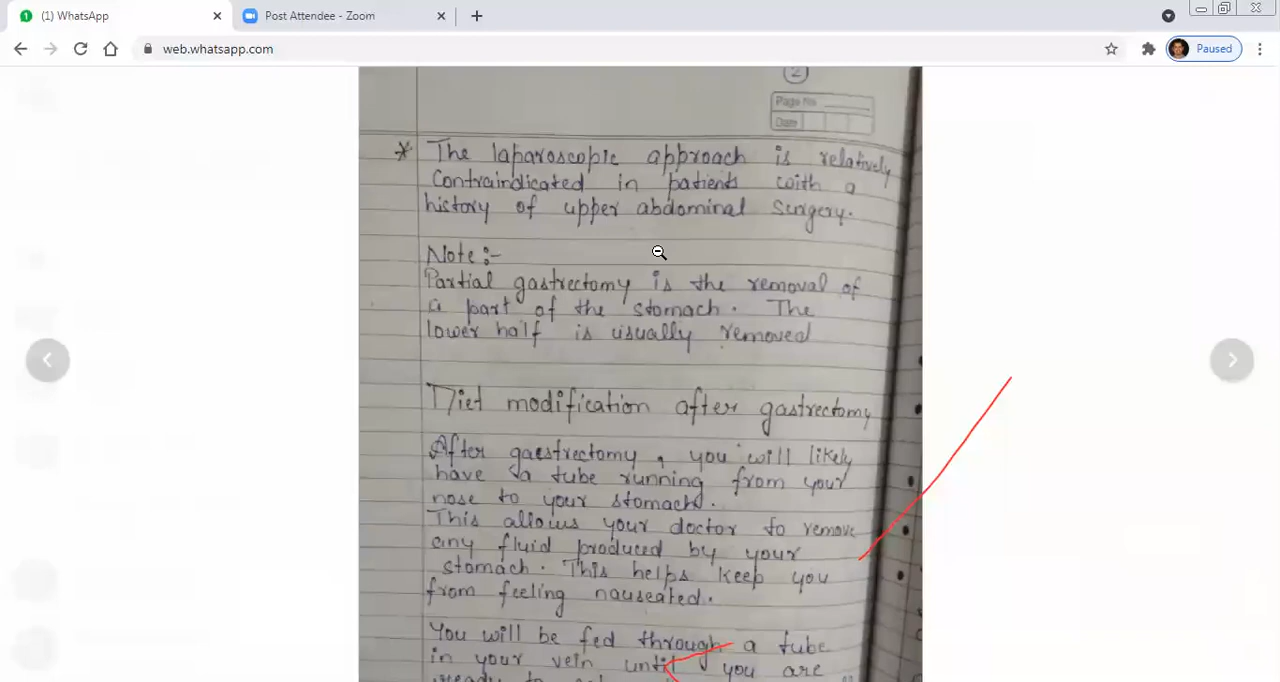 1
(1) WhatsApp
Post Attendee - Zoom
web.whatsapp.com
Paused
2
Page No
Date
* The laparoscopic approach is relatively
contraindicated in patients with a
history of upper abdominal surgery.
Note:-
Partial gastrectomy is the removal of
a part of the stomach. The
lower half is usually removed
Diet modification after gastrectomy
After gaestrectomy, you will likely
have a tube running from your
nose to your stomach.
This allows your doctor to remove
any fluid produced by your
stomach. This helps keep you
from feeling nauseated.
You will be fed through a tube
in your vein until you are